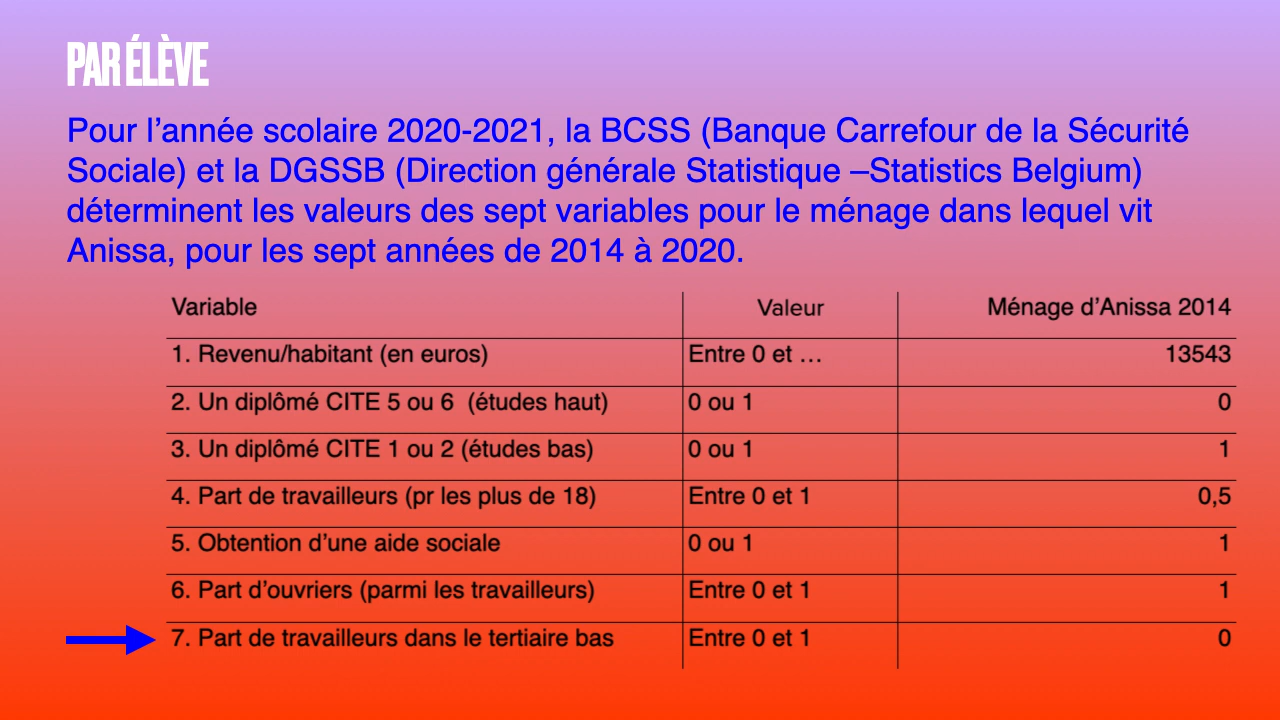 PAR ÉLÈVE
Pour l’année scolaire 2020-2021, la BCSS (Banque Carrefour de la Sécurité
Sociale) et la DGSSB (Direction générale Statistique –Statistics Belgium)
déterminent les valeurs des sept variables pour le ménage dans lequel vit
Anissa, pour les sept années de 2014 à 2020.
Variable Valeur Ménage d’Anissa 2014
1. Revenu/habitant (en euros) Entre 0 et … 13543
2. Un diplômé CITE 5 ou 6 (études haut) 0 ou 1 0
3. Un diplômé CITE 1 ou 2 (études bas) 0 ou 1 1
4. Part de travailleurs (pr les plus de 18) Entre 0 et 1 0,5
5. Obtention d’une aide sociale 0 ou 1 1
6. Part d’ouvriers (parmi les travailleurs) Entre 0 et 1 1
7. Part de travailleurs dans le tertiaire bas Entre 0 et 1 0